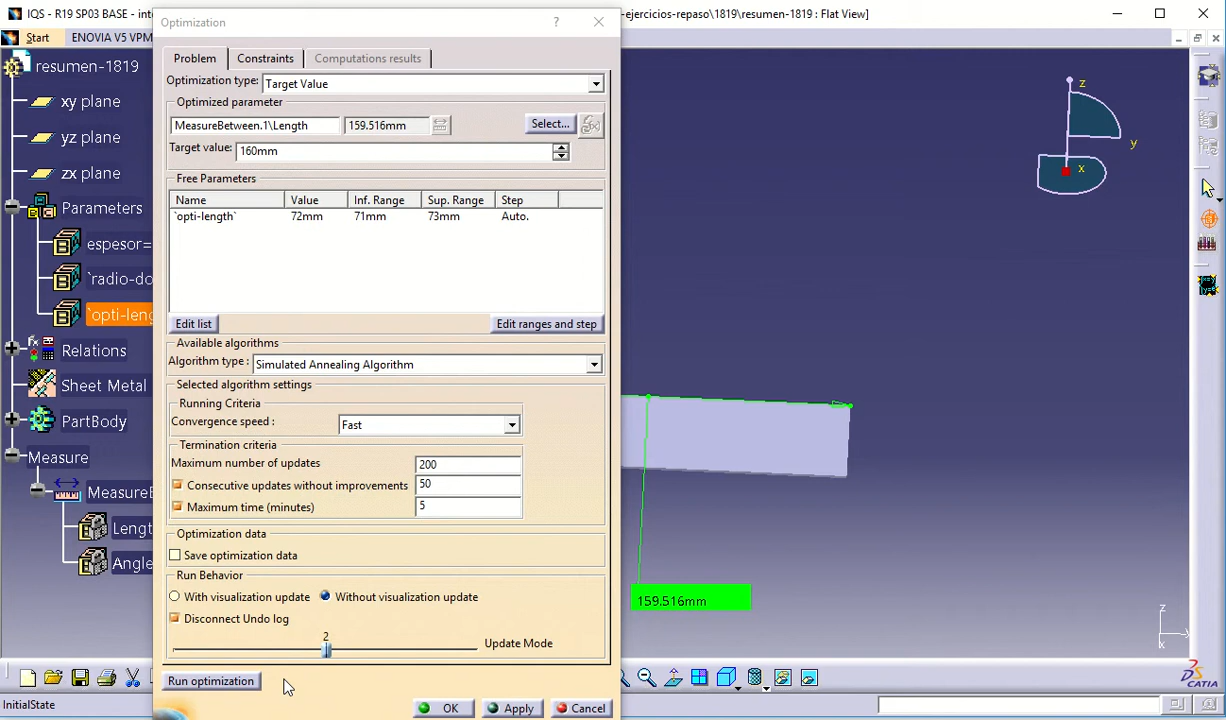 IQS - R19 SP03 BASE - inte
Optimization
-ejercicios-repaso\1819\resumen-1819 : Flat View]
Start
ENOVIA V5 VPM
resumen-1819
xy plane
yz plane
zx plane
Parameters
espesor=
`radio-do
`opti-leng
Relations
Sheet Metal
PartBody
Measure
MeasureB
Length
Angle
Problem
Constraints
Computations results
Optimization type:
Target Value
Optimized parameter
MeasureBetween.1\Length
159.516mm
Select...
Target value:
160mm
Free Parameters
Name
Value
Inf. Range
Sup. Range
Step
`opti-length`
72mm
71mm
73mm
Auto.
Edit list
Edit ranges and step
Available algorithms
Algorithm type :
Simulated Annealing Algorithm
Selected algorithm settings
Running Criteria
Convergence speed :
Fast
Termination criteria
Maximum number of updates
200
Consecutive updates without improvements
50
Maximum time (minutes)
5
Optimization data
Save optimization data
Run Behavior
With visualization update
Without visualization update
Disconnect Undo log
2
Update Mode
Run optimization
OK
Apply
Cancel
z
y
x
159.516mm
z
x
CATIA
InitialState